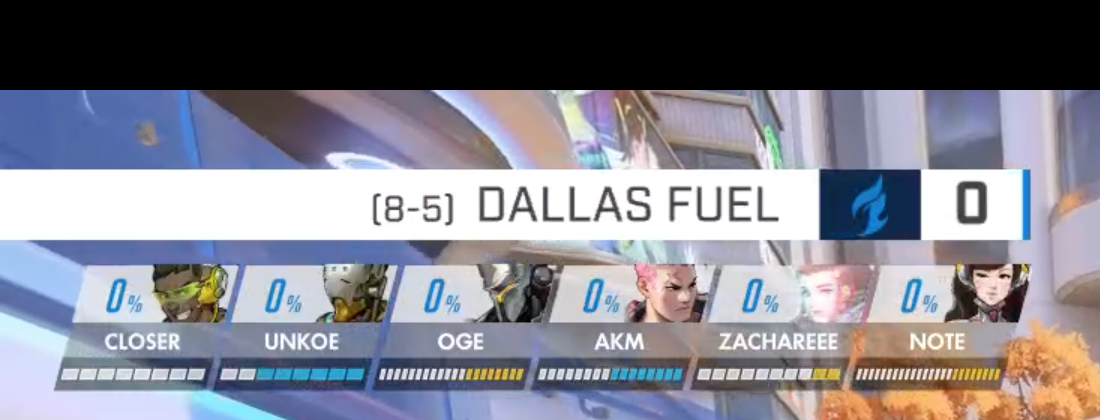 (8-5) DALLAS FUEL 0
0% 0% 0% 0% 0% 0%
CLOSER UNKOE OGE AKM ZACHAREEE NOTE